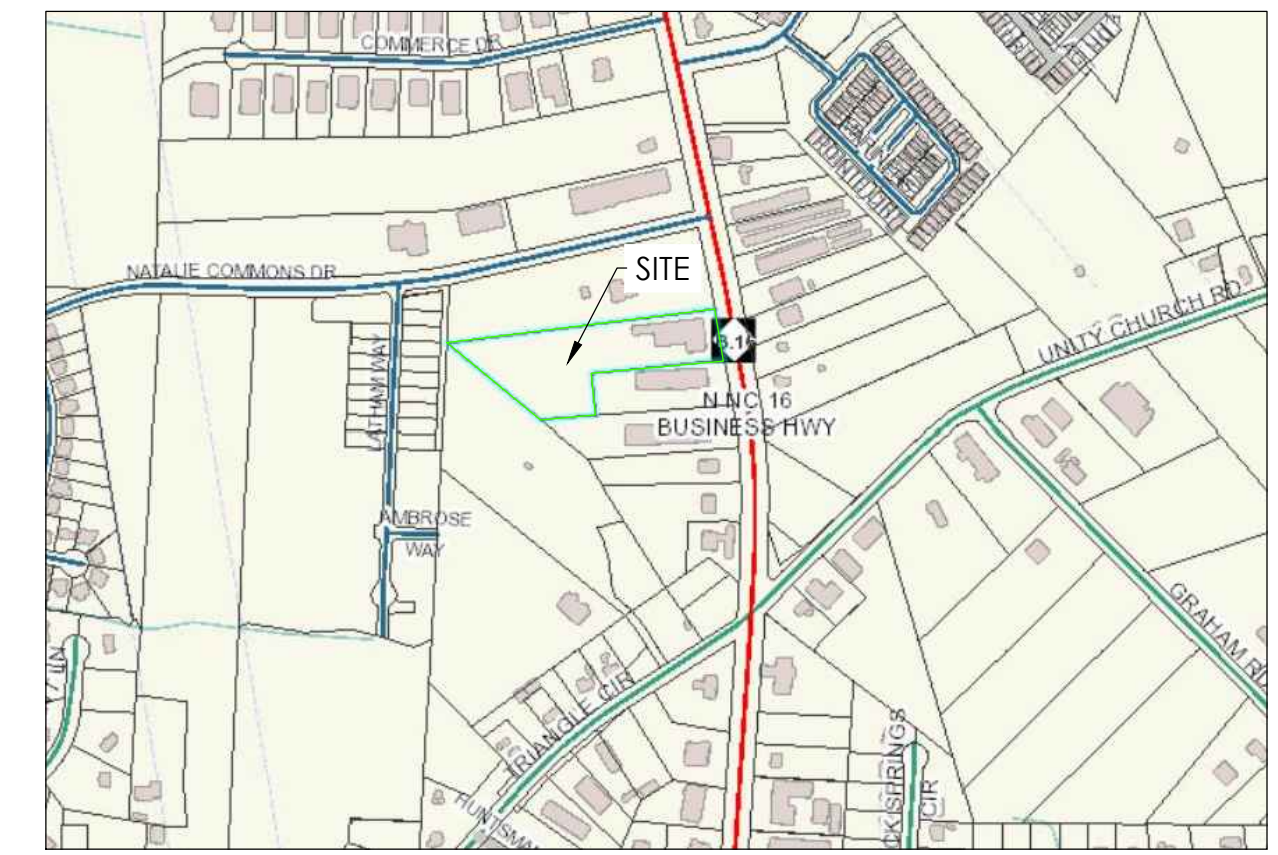 COMMERCE DR
NATALIE COMMONS DR
SITE
UNITY CHURCH RD
LATHAM WAY
N NC 16
BUSINESS HWY
AMBROSE
WAY
GRAHAM RD
TRIANGLE CIR
SPRINGS
CIR